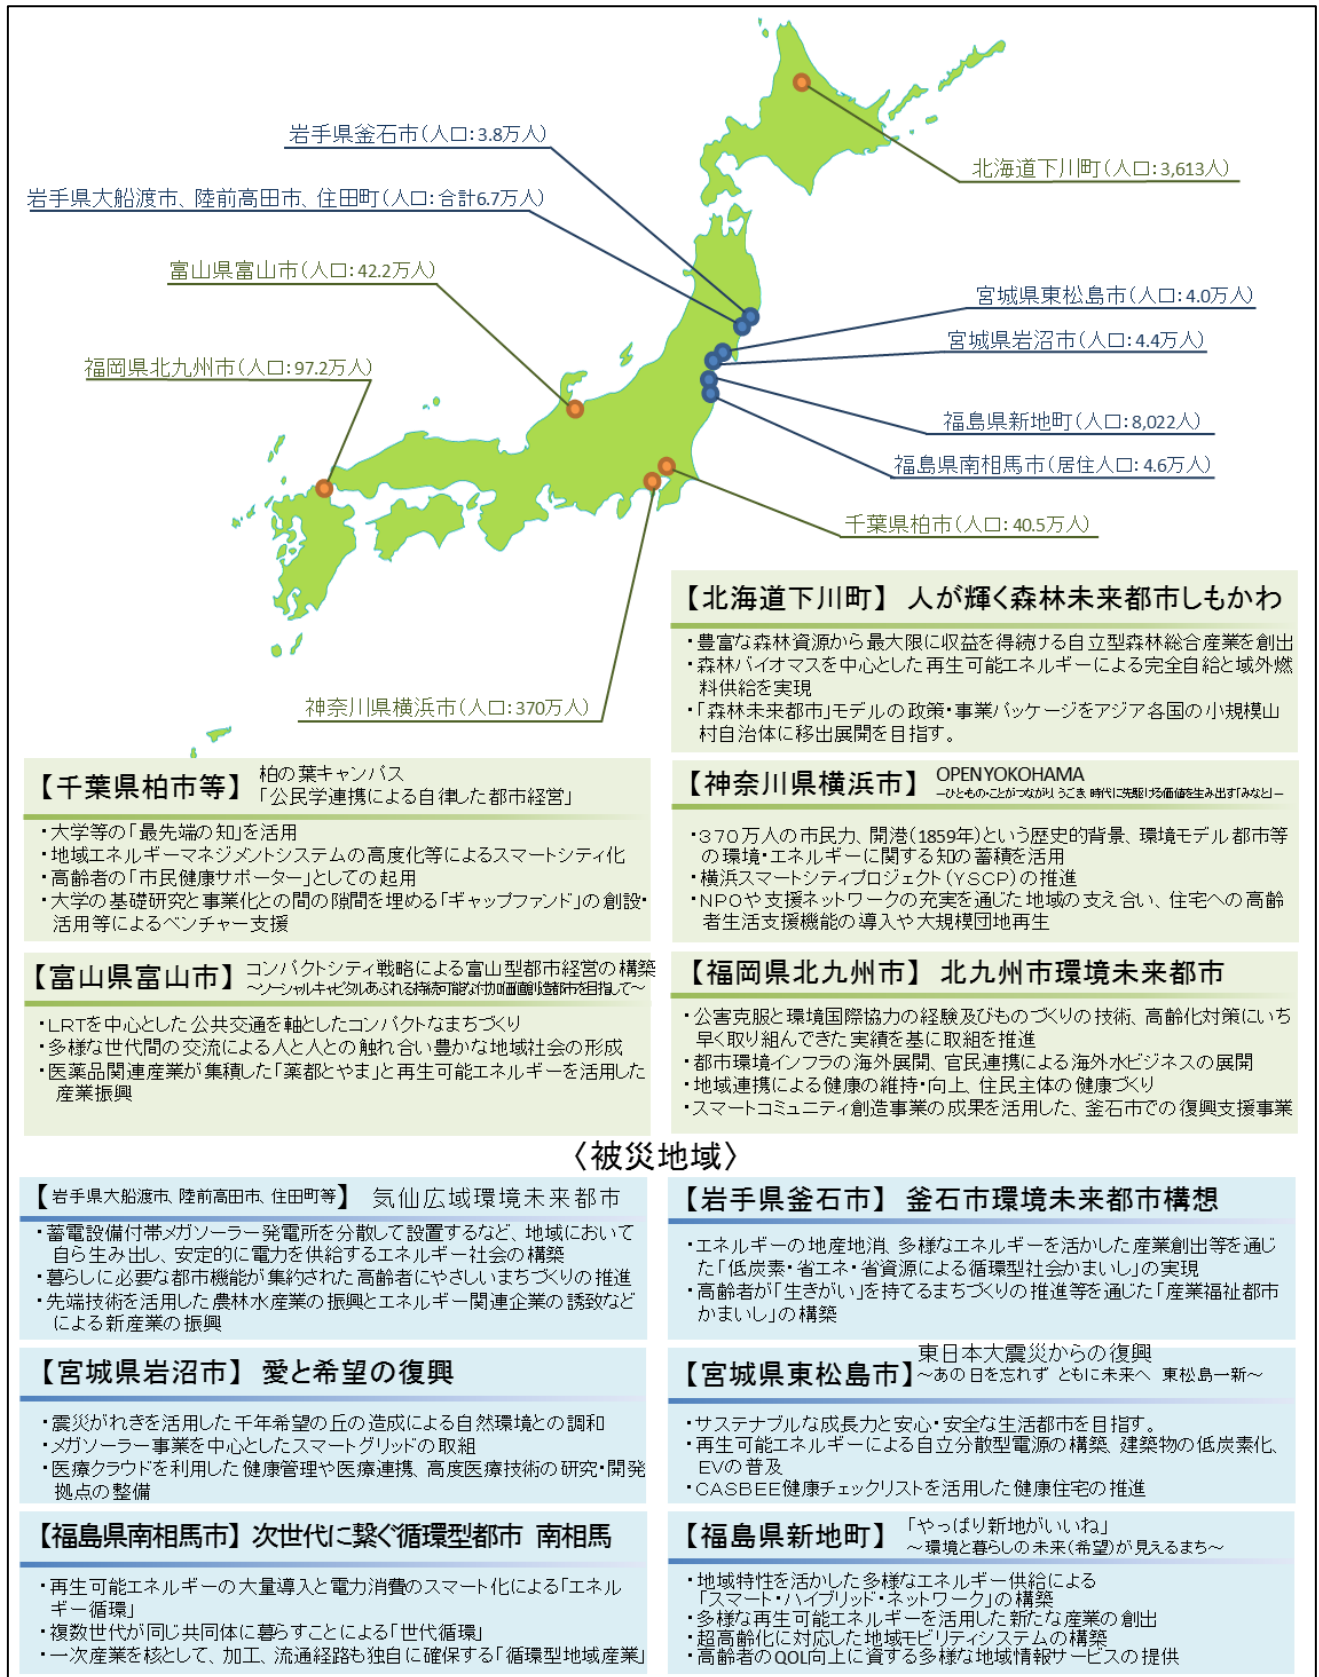 岩手県釜石市(人口:3.8万人)
北海道下川町(人口:3,613人)
岩手県大船渡市、陸前高田市、住田町(人口:合計6.7万人)
富山県富山市(人口:42.2万人)
宮城県東松島市(人口:4.0万人)
宮城県岩沼市(人口:4.4万人)
福岡県北九州市(人口:97.2万人)
福島県新地町(人口:8,022人)
福島県南相馬市(居住人口:4.6万人)
千葉県柏市(人口:40.5万人)
神奈川県横浜市(人口:370万人)
【北海道下川町】 人が輝く森林未来都市しもかわ
・豊富な森林資源から最大限に収益を得続ける自立型森林総合産業を創出
・森林バイオマスを中心とした再生可能エネルギーによる完全自給と域外燃
料供給を実現
・「森林未来都市」モデルの政策・事業パッケージをアジア各国の小規模山
村自治体に移出展開を目指す。
【千葉県柏市等】 柏の葉キャンパス
「公民学連携による自律した都市経営」
・大学等の「最先端の知」を活用
・地域エネルギーマネジメントシステムの高度化等によるスマートシティ化
・高齢者の「市民健康サポーター」としての起用
・大学の基礎研究と事業化との間の隙間を埋める「ギャップファンド」の創設・
活用等によるベンチャー支援
【神奈川県横浜市】 OPENYOKOHAMA
―ひと・もの・ことがつながり、うごき、時代に先駆ける価値を生み出す「みなと」―
・370万人の市民力、開港(1859年)という歴史的背景、環境モデル都市等
の環境・エネルギーに関する知の蓄積を活用
・横浜スマートシティプロジェクト(YSCP)の推進
・NPOや支援ネットワークの充実を通じた地域の支え合い、住宅への高齢
者生活支援機能の導入や大規模団地再生
【富山県富山市】 コンパクトシティ戦略による富山型都市経営の構築
~ソーシャルキャピタルあふれる持続可能な付加価値創造都市を目指して~
・LRTを中心とした公共交通を軸としたコンパクトなまちづくり
・多様な世代間の交流による人と人との触れ合い豊かな地域社会の形成
・医薬品関連産業が集積した「薬都とやま」と再生可能エネルギーを活用した
産業振興
【福岡県北九州市】 北九州市環境未来都市
・公害克服と環境国際協力の経験及びものづくりの技術、高齢化対策にいち
早く取り組んできた実績を基に取組を推進
・都市環境インフラの海外展開、官民連携による海外水ビジネスの展開
・地域連携による健康の維持・向上、住民主体の健康づくり
・スマートコミュニティ創造事業の成果を活用した、釜石市での復興支援事業
〈被災地域〉
【岩手県大船渡市、陸前高田市、住田町等】 気仙広域環境未来都市
・蓄電設備付帯メガソーラー発電所を分散して設置するなど、地域において
自ら生み出し、安定的に電力を供給するエネルギー社会の構築
・暮らしに必要な都市機能が集約された高齢者にやさしいまちづくりの推進
・先端技術を活用した農林水産業の振興とエネルギー関連企業の誘致など
による新産業の振興
【岩手県釜石市】 釜石市環境未来都市構想
・エネルギーの地産地消、多様なエネルギーを活かした産業創出等を通じ
た「低炭素・省エネ・省資源による循環型社会かまいし」の実現
・高齢者が「生きがい」を持てるまちづくりの推進等を通じた「産業福祉都市
かまいし」の構築
【宮城県岩沼市】 愛と希望の復興
・震災がれきを活用した千年希望の丘の造成による自然環境との調和
・メガソーラー事業を中心としたスマートグリッドの取組
・医療クラウドを利用した健康管理や医療連携、高度医療技術の研究・開発
拠点の整備
【宮城県東松島市】 東日本大震災からの復興
~あの日を忘れず ともに未来へ 東松島一新~
・サステナブルな成長力と安心・安全な生活都市を目指す。
・再生可能エネルギーによる自立分散型電源の構築、建築物の低炭素化、
EVの普及
・CASBEE健康チェックリストを活用した健康住宅の推進
【福島県南相馬市】 次世代に繋ぐ循環型都市 南相馬
・再生可能エネルギーの大量導入と電力消費のスマート化による「エネル
ギー循環」
・複数世代が同じ共同体に暮らすことによる「世代循環」
・一次産業を核として、加工、流通経路も独自に確保する「循環型地域産業」
【福島県新地町】 「やっぱり新地がいいね」
~環境と暮らしの未来(希望)が見えるまち~
・地域特性を活かした多様なエネルギー供給による
「スマート・ハイブリッド・ネットワーク」の構築
・多様な再生可能エネルギーを活用した新たな産業の創出
・超高齢化に対応した地域モビリティシステムの構築
・高齢者のQOL向上に資する多様な地域情報サービスの提供